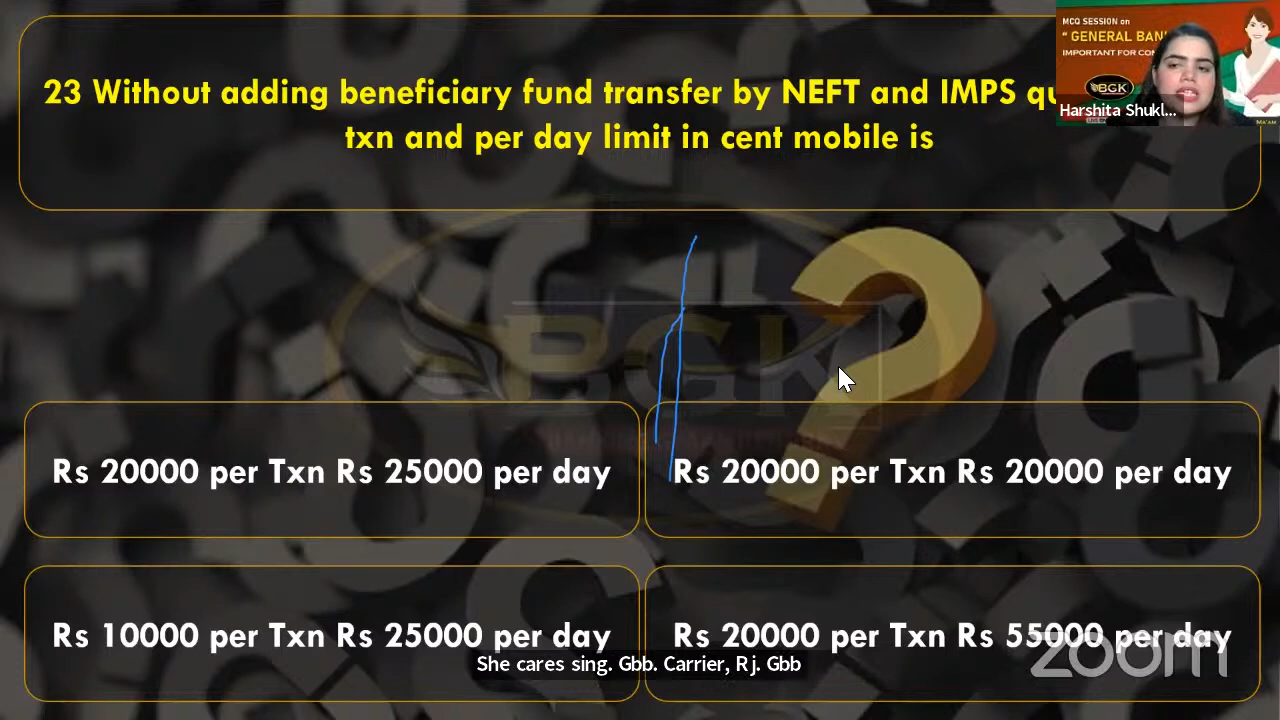 23 Without adding beneficiary fund transfer by NEFT and IMPS
txn and per day limit in cent mobile is
MCQ SESSION on
" GENERAL
IMPORTANT FOR
BGK
Harshita Shukl...
BGK
Rs 20000 per Txn Rs 25000 per day
Rs 20000 per Txn Rs 20000 per day
Rs 10000 per Txn Rs 25000 per day
Rs 20000 per Txn Rs 55000 per day
She cares sing. Gbb. Carrier, R j. Gbb
zoom